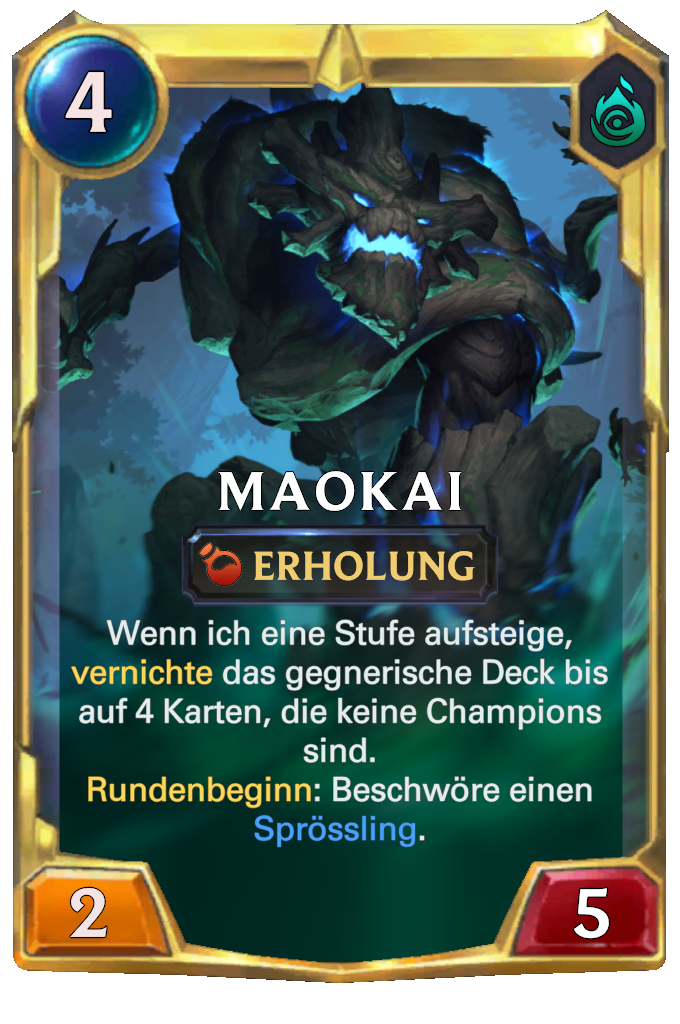 4
MAOKAI
ERHOLUNG
Wenn ich eine Stufe aufsteige,
vernichte das gegnerische Deck bis
auf 4 Karten, die keine Champions
sind.
Rundenbeginn: Beschwöre einen
Sprössling.
2
5